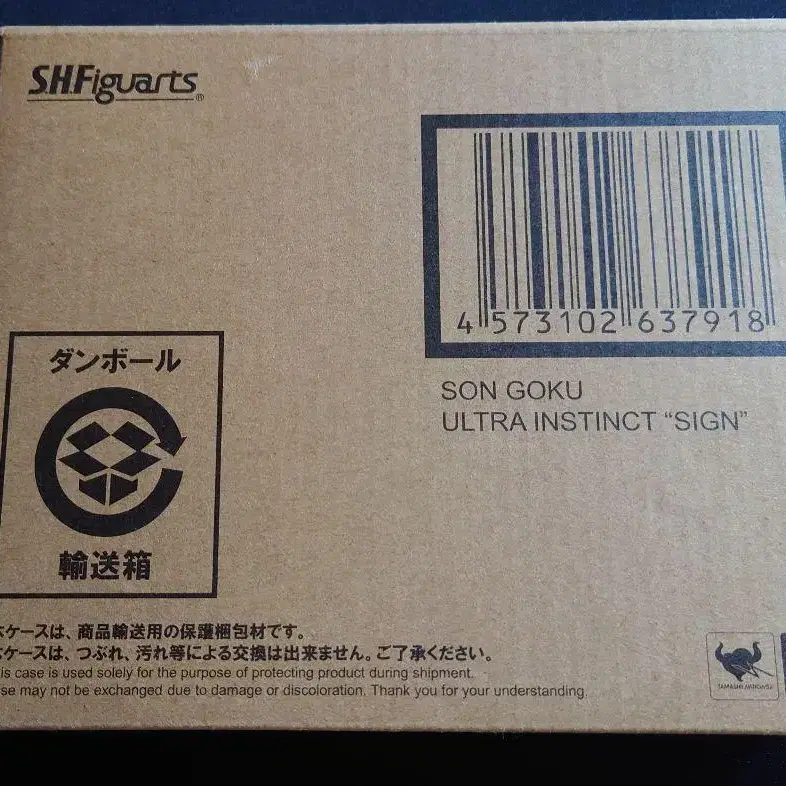 S.H.Figuarts®
4 573102 637918
SON GOKU
ULTRA INSTINCT “SIGN”
ダンボール
輸送箱
ケースは、商品輸送用の保護梱包材です。
ケースは、つぶれ、汚れ等による交換は出来ません。ご了承ください。
is case is used solely for the purpose of protecting product during shipment.
se may not be exchanged due to damage or discoloration. Thank you for your understanding.
TAMASHII NATIONS